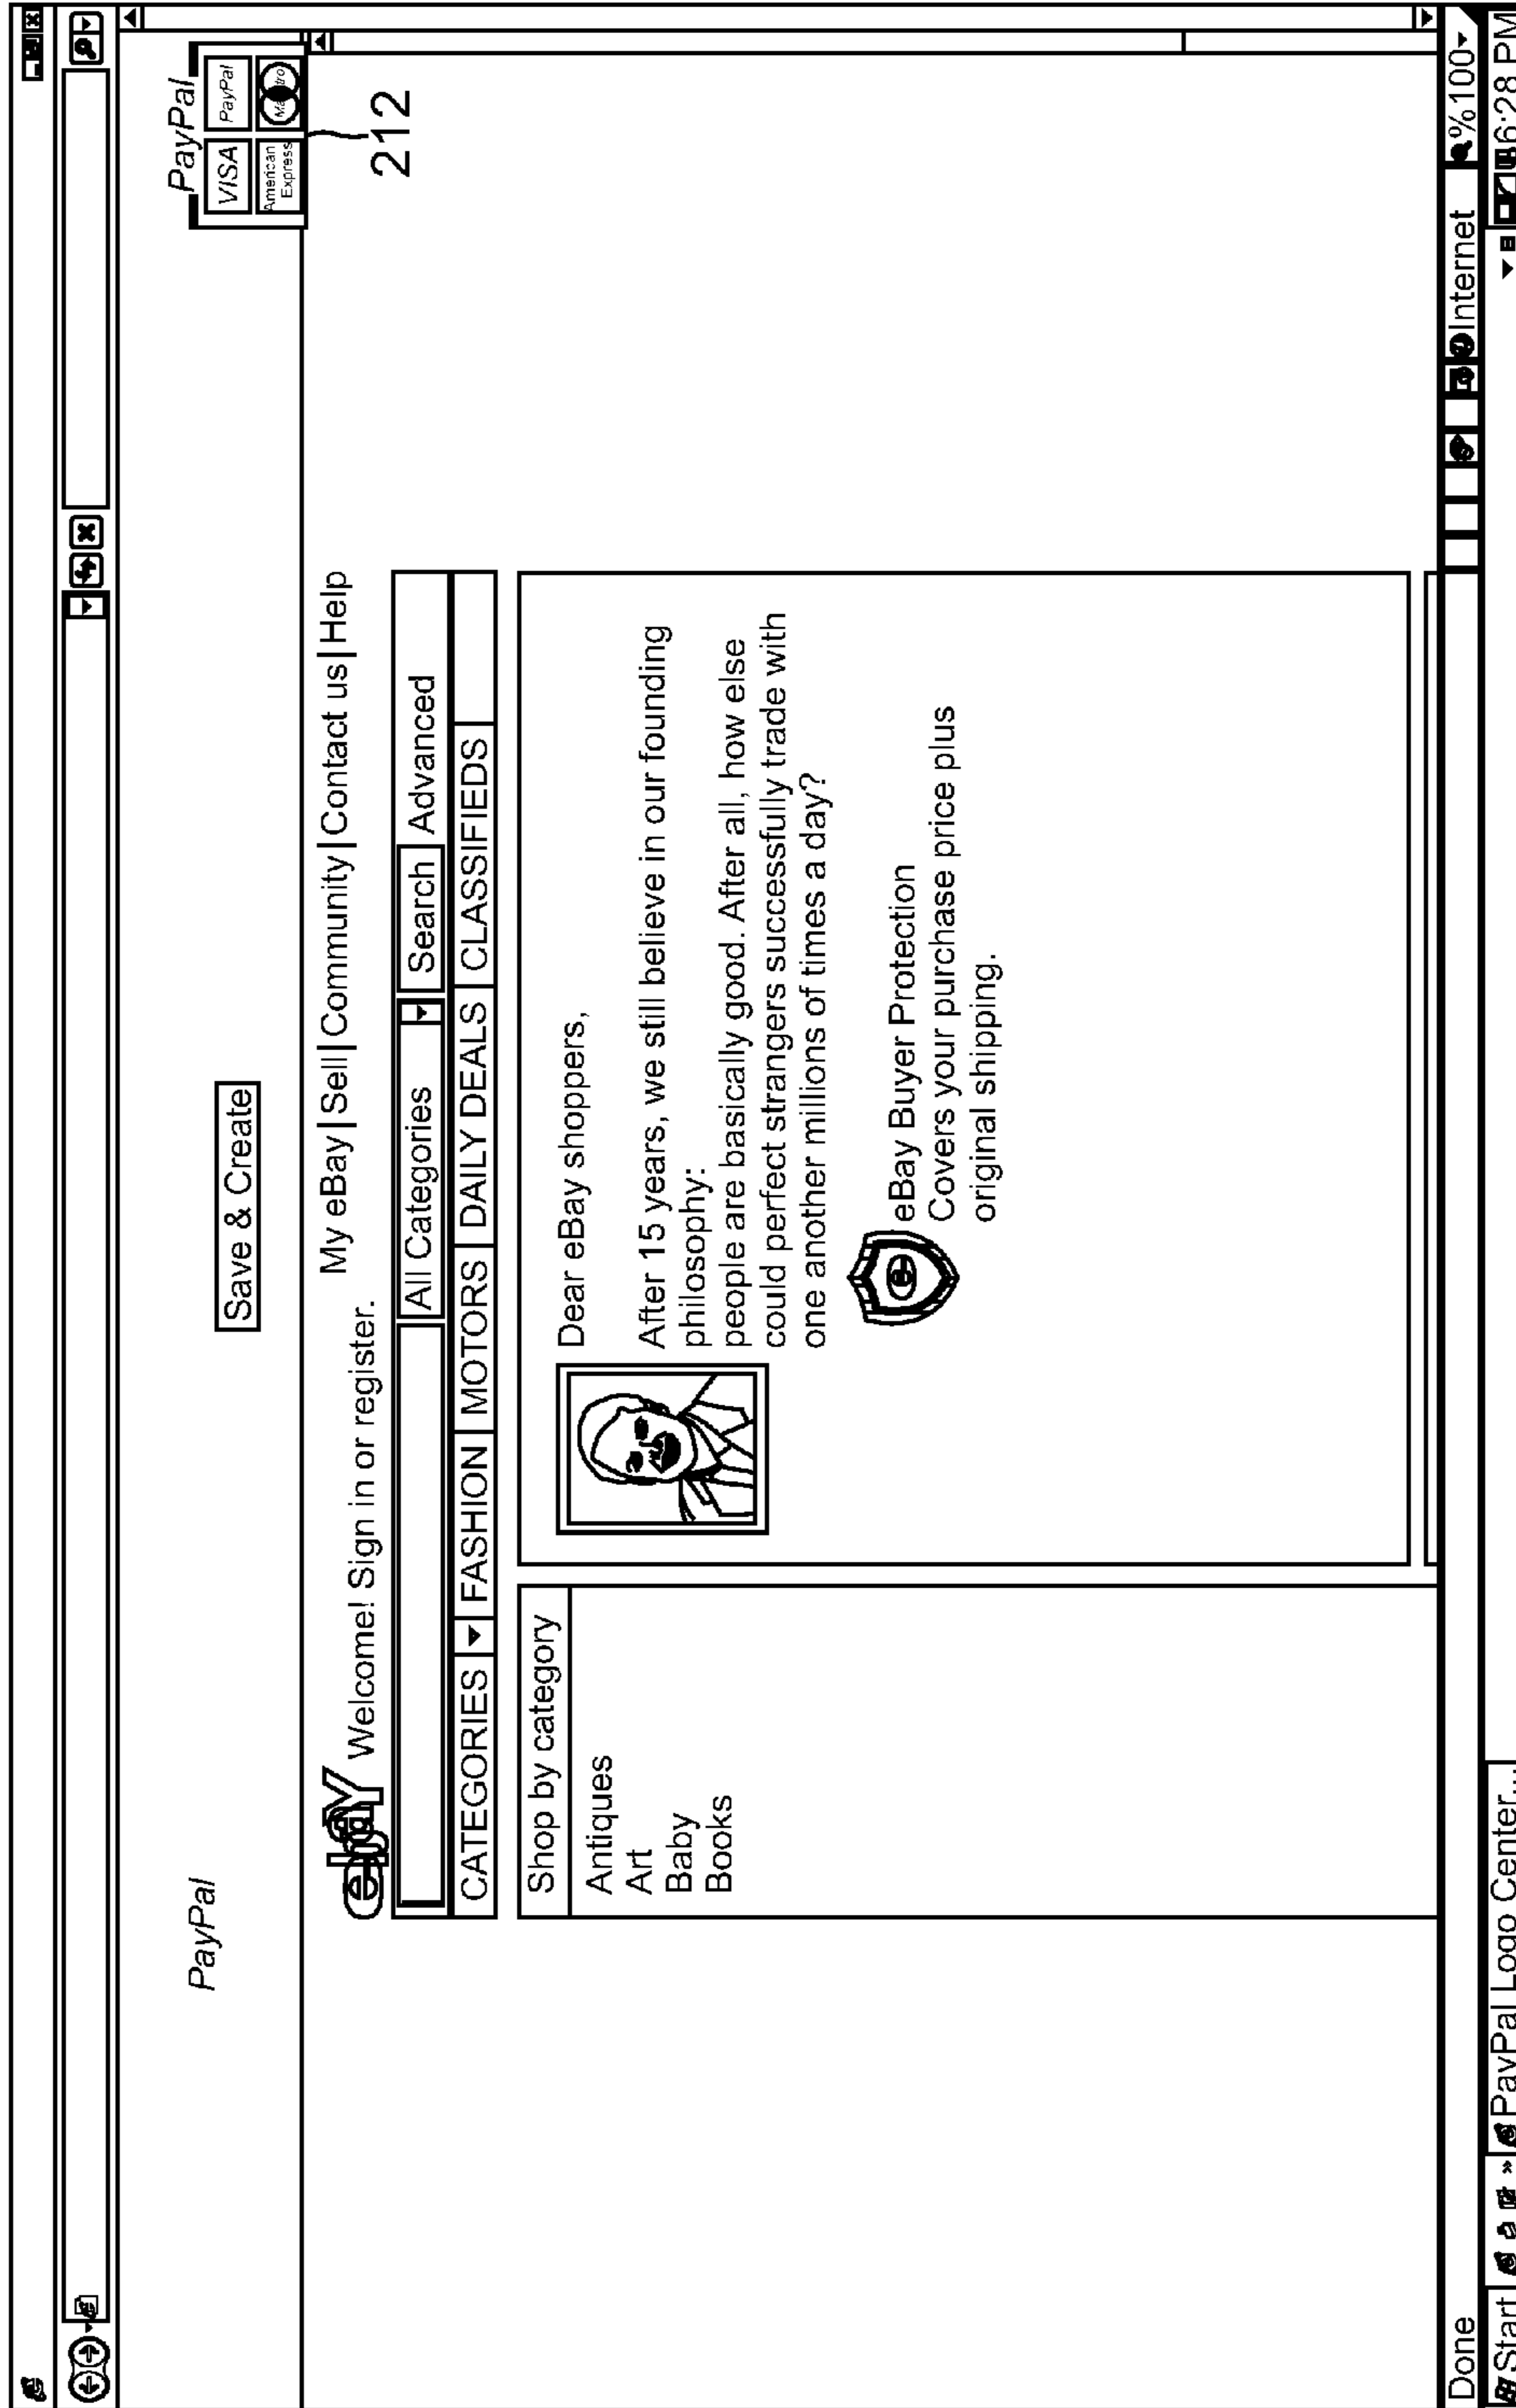 PayPal
Save & Create
PayPal
VISA
PayPal
American
Express
Maestro
212
ebaY
Welcome! Sign in or register.
My eBay|Sell|Community|Contact us|Help
All Categories
Search
Advanced
CATEGORIES
FASHION
MOTORS
DAILY DEALS
CLASSIFIEDS
Shop by category
Antiques
Art
Baby
Books
Dear eBay shoppers,
After 15 years, we still believe in our founding
philosophy:
people are basically good. After all, how else
could perfect strangers successfully trade with
one another millions of times a day?
eBay Buyer Protection
Covers your purchase price plus
original shipping.
Done
Internet
%100
Start
»
PayPal Logo Center...
6:28 PM